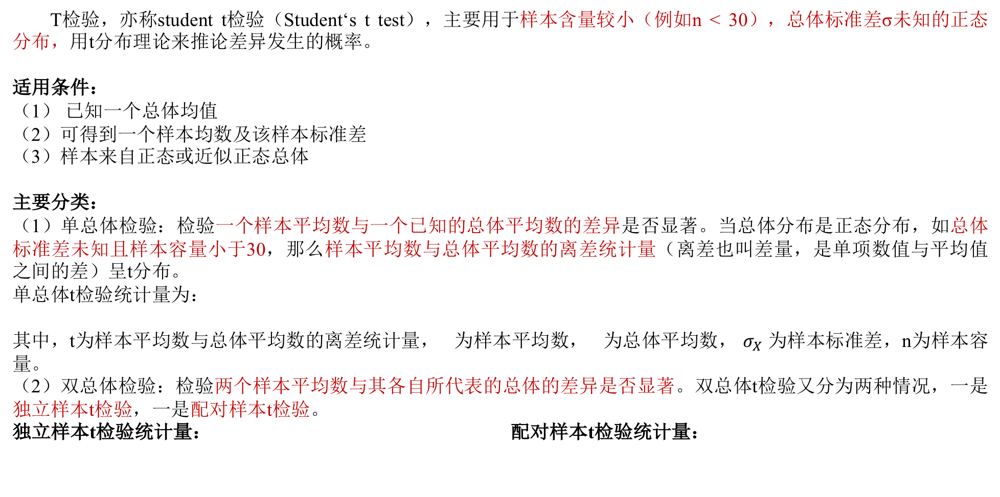 T检验，亦称student t检验（Student‘s t test），主要用于样本含量较小（例如n < 30），总体标准差σ未知的正态
分布，用t分布理论来推论差异发生的概率。
适用条件：
（1） 已知一个总体均值
（2）可得到一个样本均数及该样本标准差
（3）样本来自正态或近似正态总体
主要分类：
（1）单总体检验：检验一个样本平均数与一个已知的总体平均数的差异是否显著。当总体分布是正态分布，如总体
标准差未知且样本容量小于30，那么样本平均数与总体平均数的离差统计量（离差也叫差量，是单项数值与平均值
之间的差）呈t分布。
单总体t检验统计量为：
其中，t为样本平均数与总体平均数的离差统计量， 为样本平均数， 为总体平均数， σX 为样本标准差，n为样本容
量。
（2）双总体检验：检验两个样本平均数与其各自所代表的总体的差异是否显著。双总体t检验又分为两种情况，一是
独立样本t检验，一是配对样本t检验。
独立样本t检验统计量： 配对样本t检验统计量：